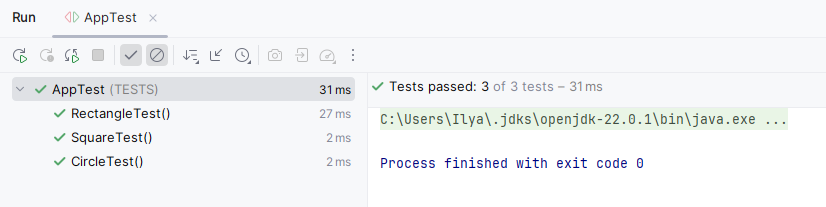 Run AppTest
AppTest (TESTS) 31 ms
RectangleTest() 27 ms
SquareTest() 2 ms
CircleTest() 2 ms
Tests passed: 3 of 3 tests – 31 ms
C:\Users\Ilya\.jdks\openjdk-22.0.1\bin\java.exe ...
Process finished with exit code 0